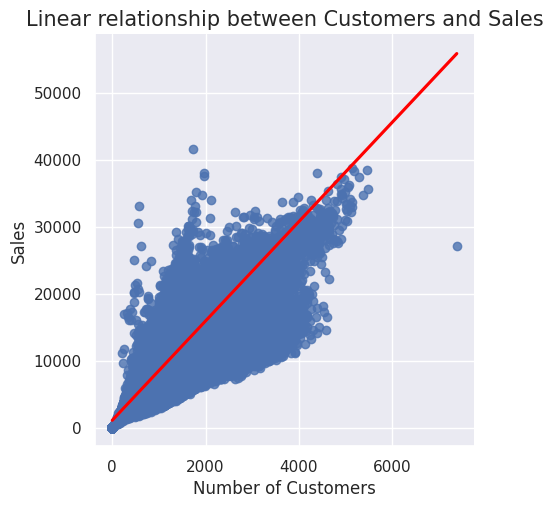 Linear relationship between Customers and Sales
50000
40000
30000
20000
10000
0
Sales
0 2000 4000 6000
Number of Customers